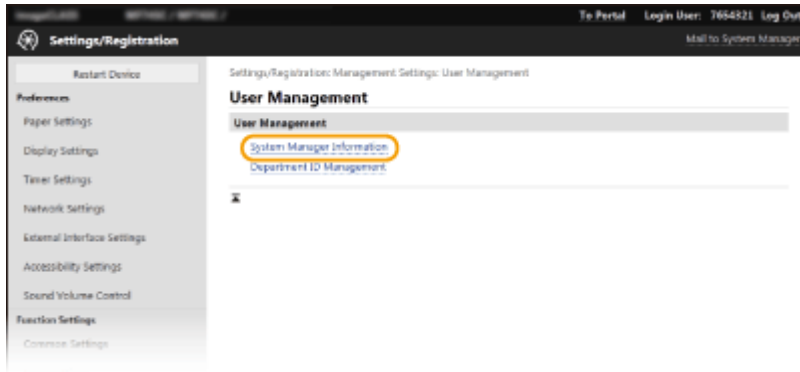 To Portal Login User: 7654321 Log Out
Settings/Registration
Mail to System Manager
Restart Device
Settings/Registration: Management Settings: User Management
Preferences
User Management
Paper Settings
User Management
System Manager Information
Display Settings
Department ID Management
Timer Settings
Network Settings
External Interface Settings
Accessibility Settings
Sound Volume Control
Function Settings
Common Settings